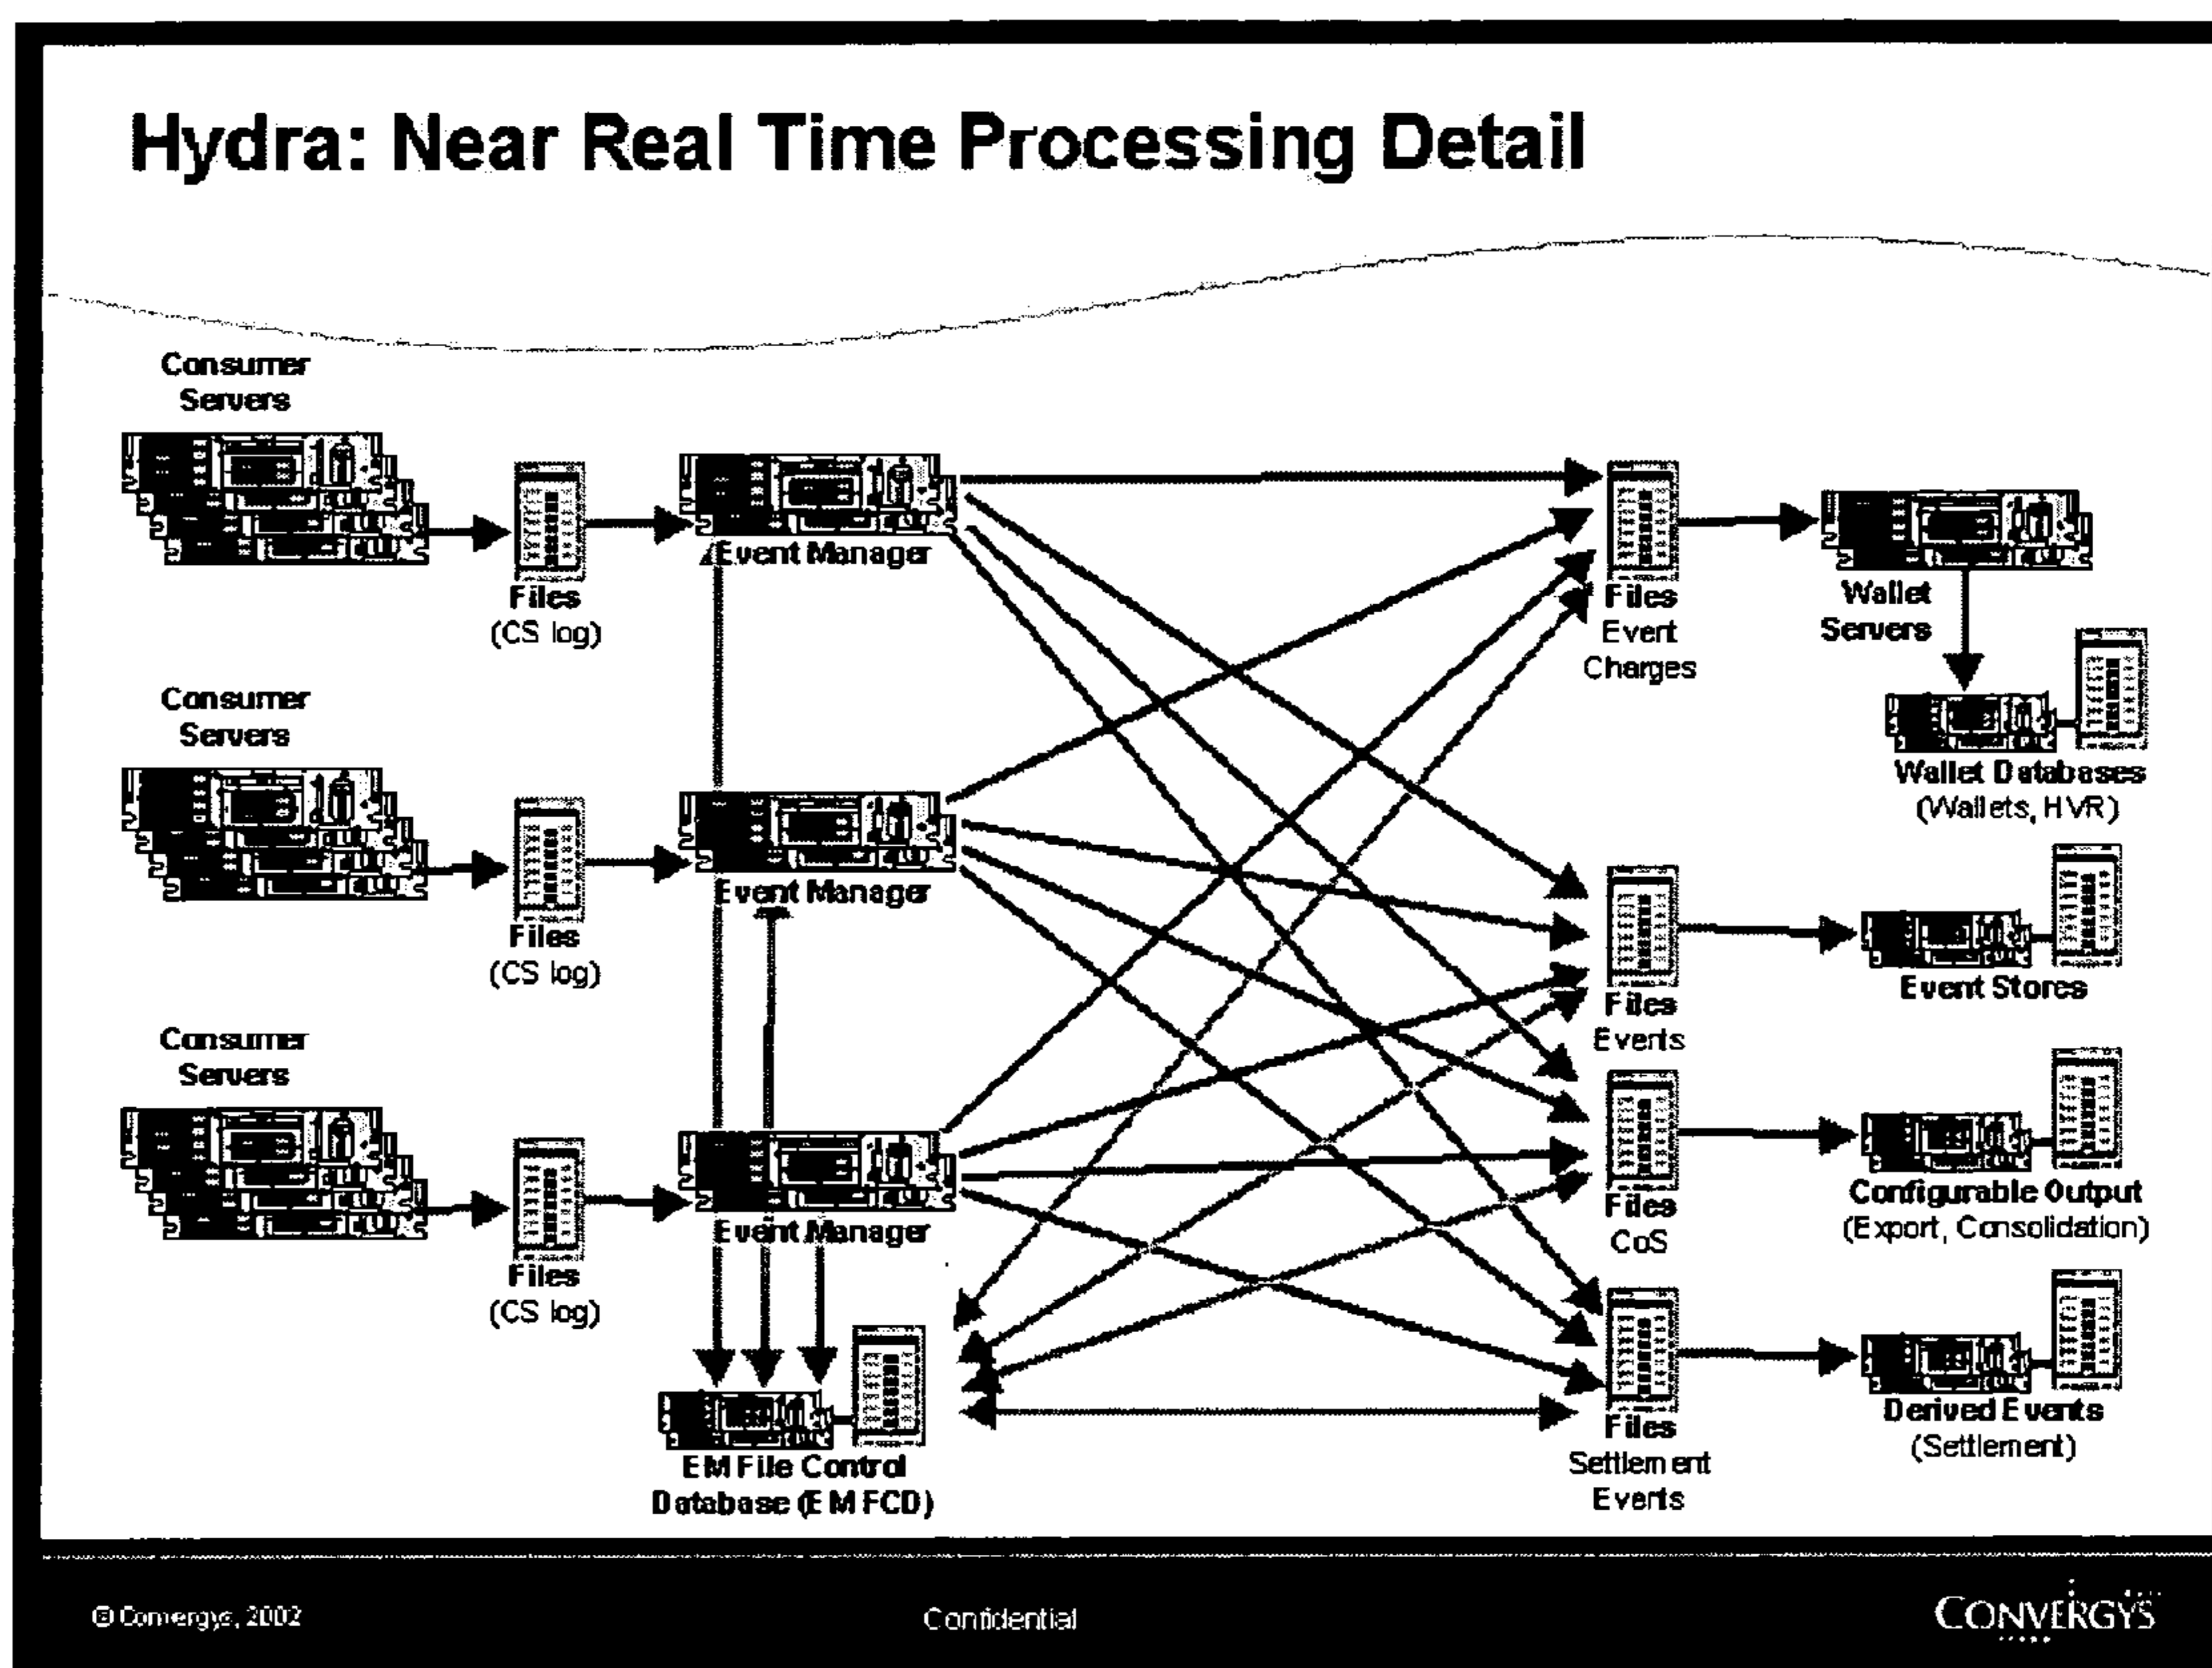 Hydra: Near Real Time Processing Detail
Consumer
Servers
Files
(CS log)
Event Manager
Files
Event
Charges
Wallet
Servers
Wallet Databases
(Wallets, HVR)
Consumer
Servers
Files
(CS log)
Event Manager
Files
Events
Event Stores
Consumer
Servers
Files
(CS log)
Event Manager
Files
CoS
Configurable Output
(Export, Consolidation)
EM File Control
Database (EM FCD)
Files
Settlement
Events
Derived Events
(Settlement)
© Convergys, 2002
Confidential
CONVERGYS